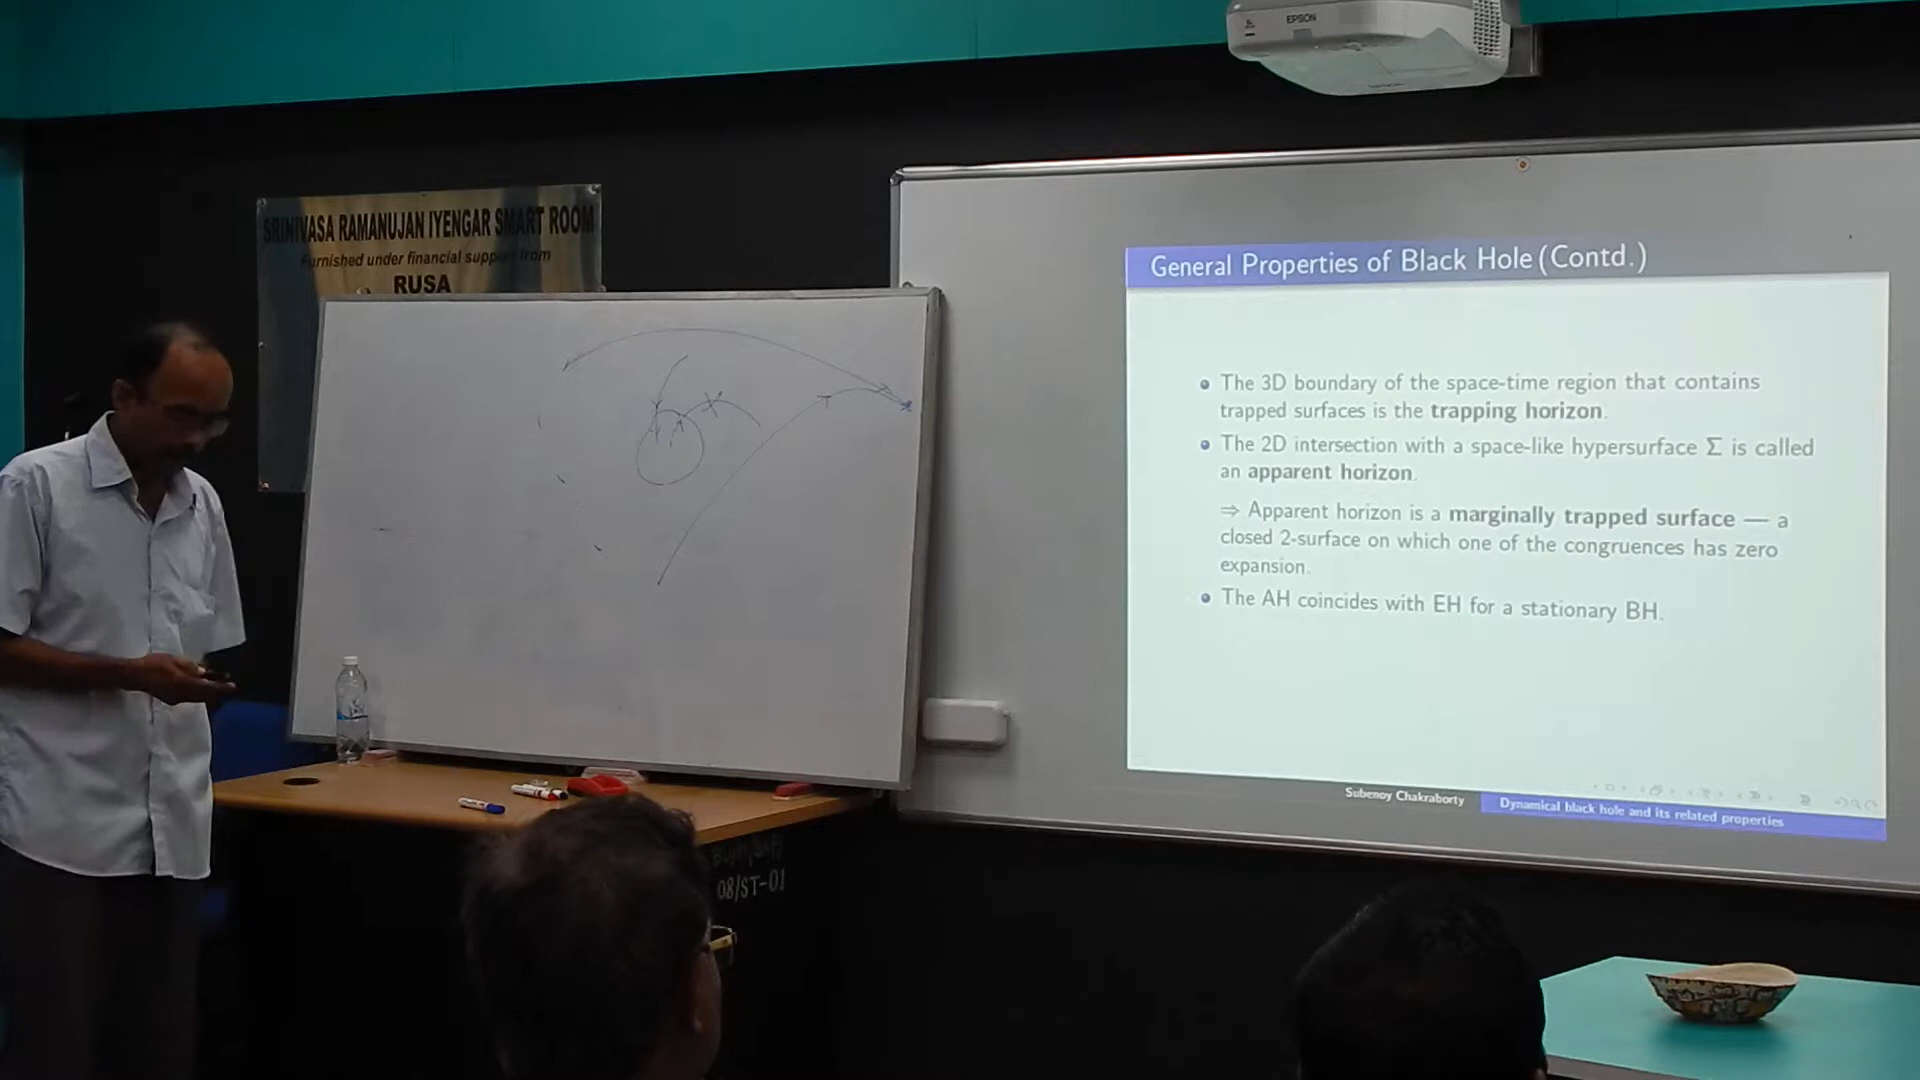 EPSON
SRINIVASA RAMANUJAN IYENGAR SMART ROOM
Furnished under financial support from
RUSA
General Properties of Black Hole (Contd.)
The 3D boundary of the space-time region that contains
trapped surfaces is the trapping horizon.
The 2D intersection with a space-like hypersurface Σ is called
an apparent horizon.
⇒ Apparent horizon is a marginally trapped surface — a
closed 2-surface on which one of the congruences has zero
expansion.
The AH coincides with EH for a stationary BH.
Subenoy Chakraborty
Dynamical black hole and its related properties
08/ST-01